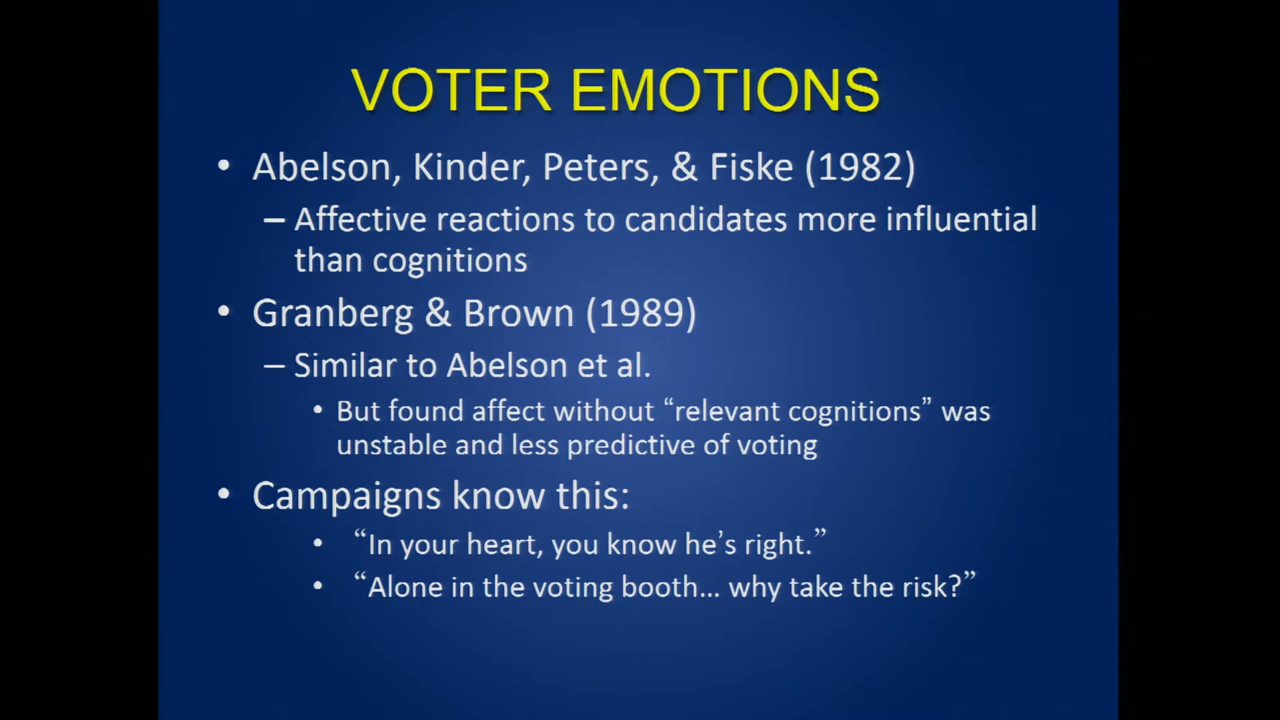 VOTER EMOTIONS
• Abelson, Kinder, Peters, & Fiske (1982)
– Affective reactions to candidates more influential
than cognitions
• Granberg & Brown (1989)
– Similar to Abelson et al.
• But found affect without “relevant cognitions” was
unstable and less predictive of voting
• Campaigns know this:
• “In your heart, you know he’s right.”
• “Alone in the voting booth… why take the risk?”